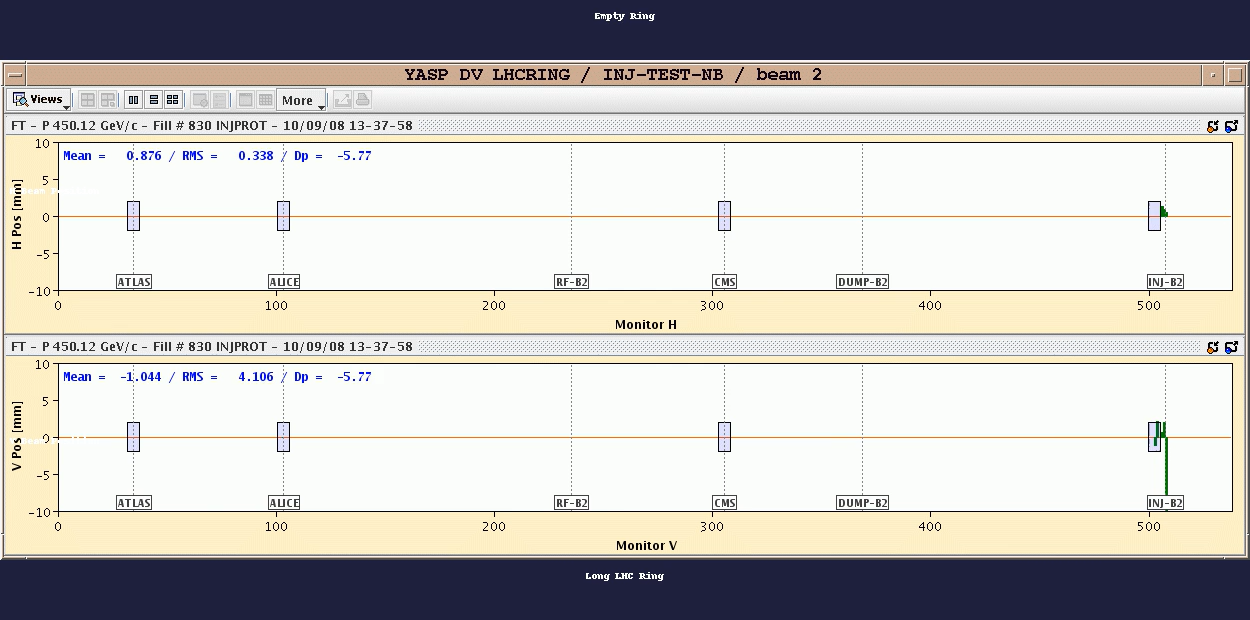 Empty Ring
YASP DV LHCRING / INJ-TEST-NB / beam 2
Views
More
FT - P 450.12 GeV/c - Fill # 830 INJPROT - 10/09/08 13-37-58
Mean = 0.876 / RMS = 0.338 / Dp = -5.77
10
5
0
-5
-10
H Pos [mm]
ATLAS
ALICE
RF-B2
CMS
DUMP-B2
INJ-B2
0
100
200
300
400
500
Monitor H
FT - P 450.12 GeV/c - Fill # 830 INJPROT - 10/09/08 13-37-58
Mean = -1.044 / RMS = 4.106 / Dp = -5.77
10
5
0
-5
-10
V Pos [mm]
ATLAS
ALICE
RF-B2
CMS
DUMP-B2
INJ-B2
0
100
200
300
400
500
Monitor V
Long LHC Ring